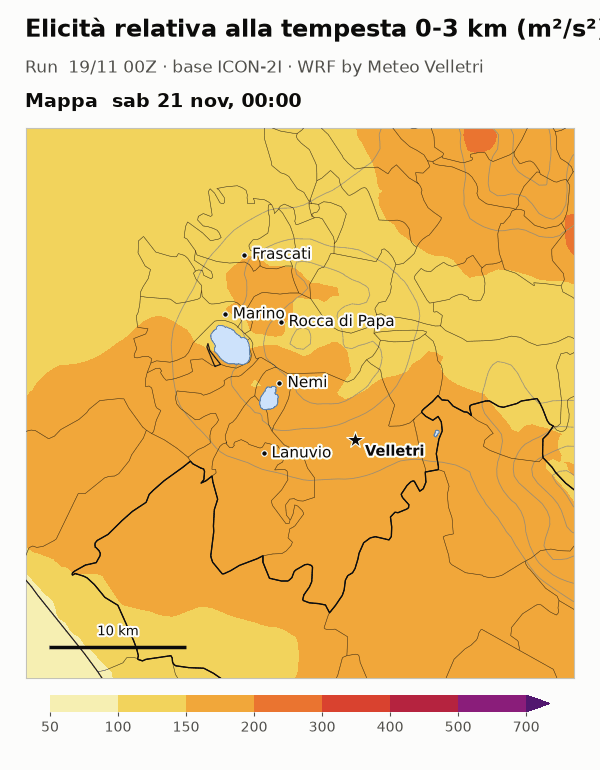 Elicità relativa alla tempesta 0-3 km (m²/s²)
Run  19/11 00Z · base ICON-2I · WRF by Meteo Velletri
Mappa  sab 21 nov, 00:00
Frascati
Marino
Rocca di Papa
Nemi
Velletri
Lanuvio
10 km
50 100 150 200 300 400 500 700